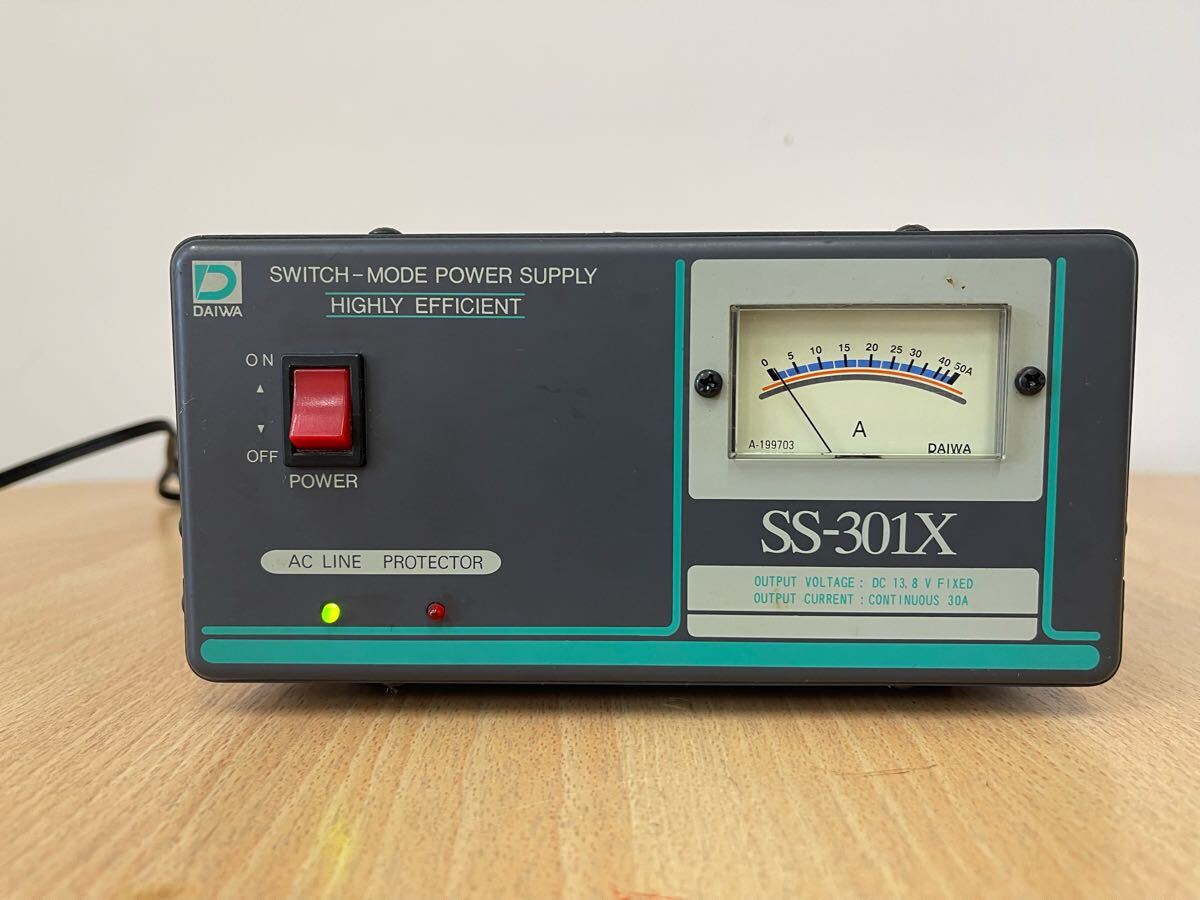 DAIWA
SWITCH-MODE POWER SUPPLY
HIGHLY EFFICIENT
ON
OFF
POWER
AC LINE PROTECTOR
0 5 10 15 20 25 30 40 50A
A
A-199703
DAIWA
SS-301X
OUTPUT VOLTAGE : DC 13.8 V FIXED
OUTPUT CURRENT : CONTINUOUS 30A